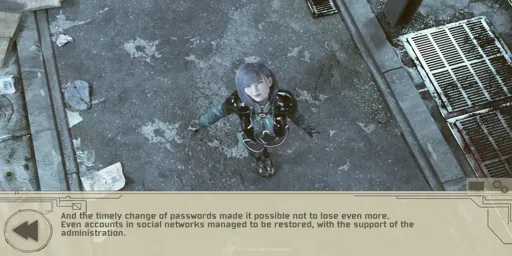 And the timely change of passwords made it possible not to lose even more.
Even accounts in social networks managed to be restored, with the support of the
administration.